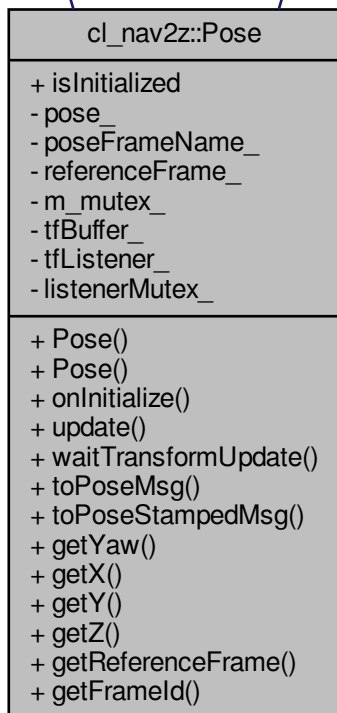 cl_nav2z::Pose
+ isInitialized
- pose_
- poseFrameName_
- referenceFrame_
- m_mutex_
- tfBuffer_
- tfListener_
- listenerMutex_
+ Pose()
+ Pose()
+ onInitialize()
+ update()
+ waitTransformUpdate()
+ toPoseMsg()
+ toPoseStampedMsg()
+ getYaw()
+ getX()
+ getY()
+ getZ()
+ getReferenceFrame()
+ getFrameId()